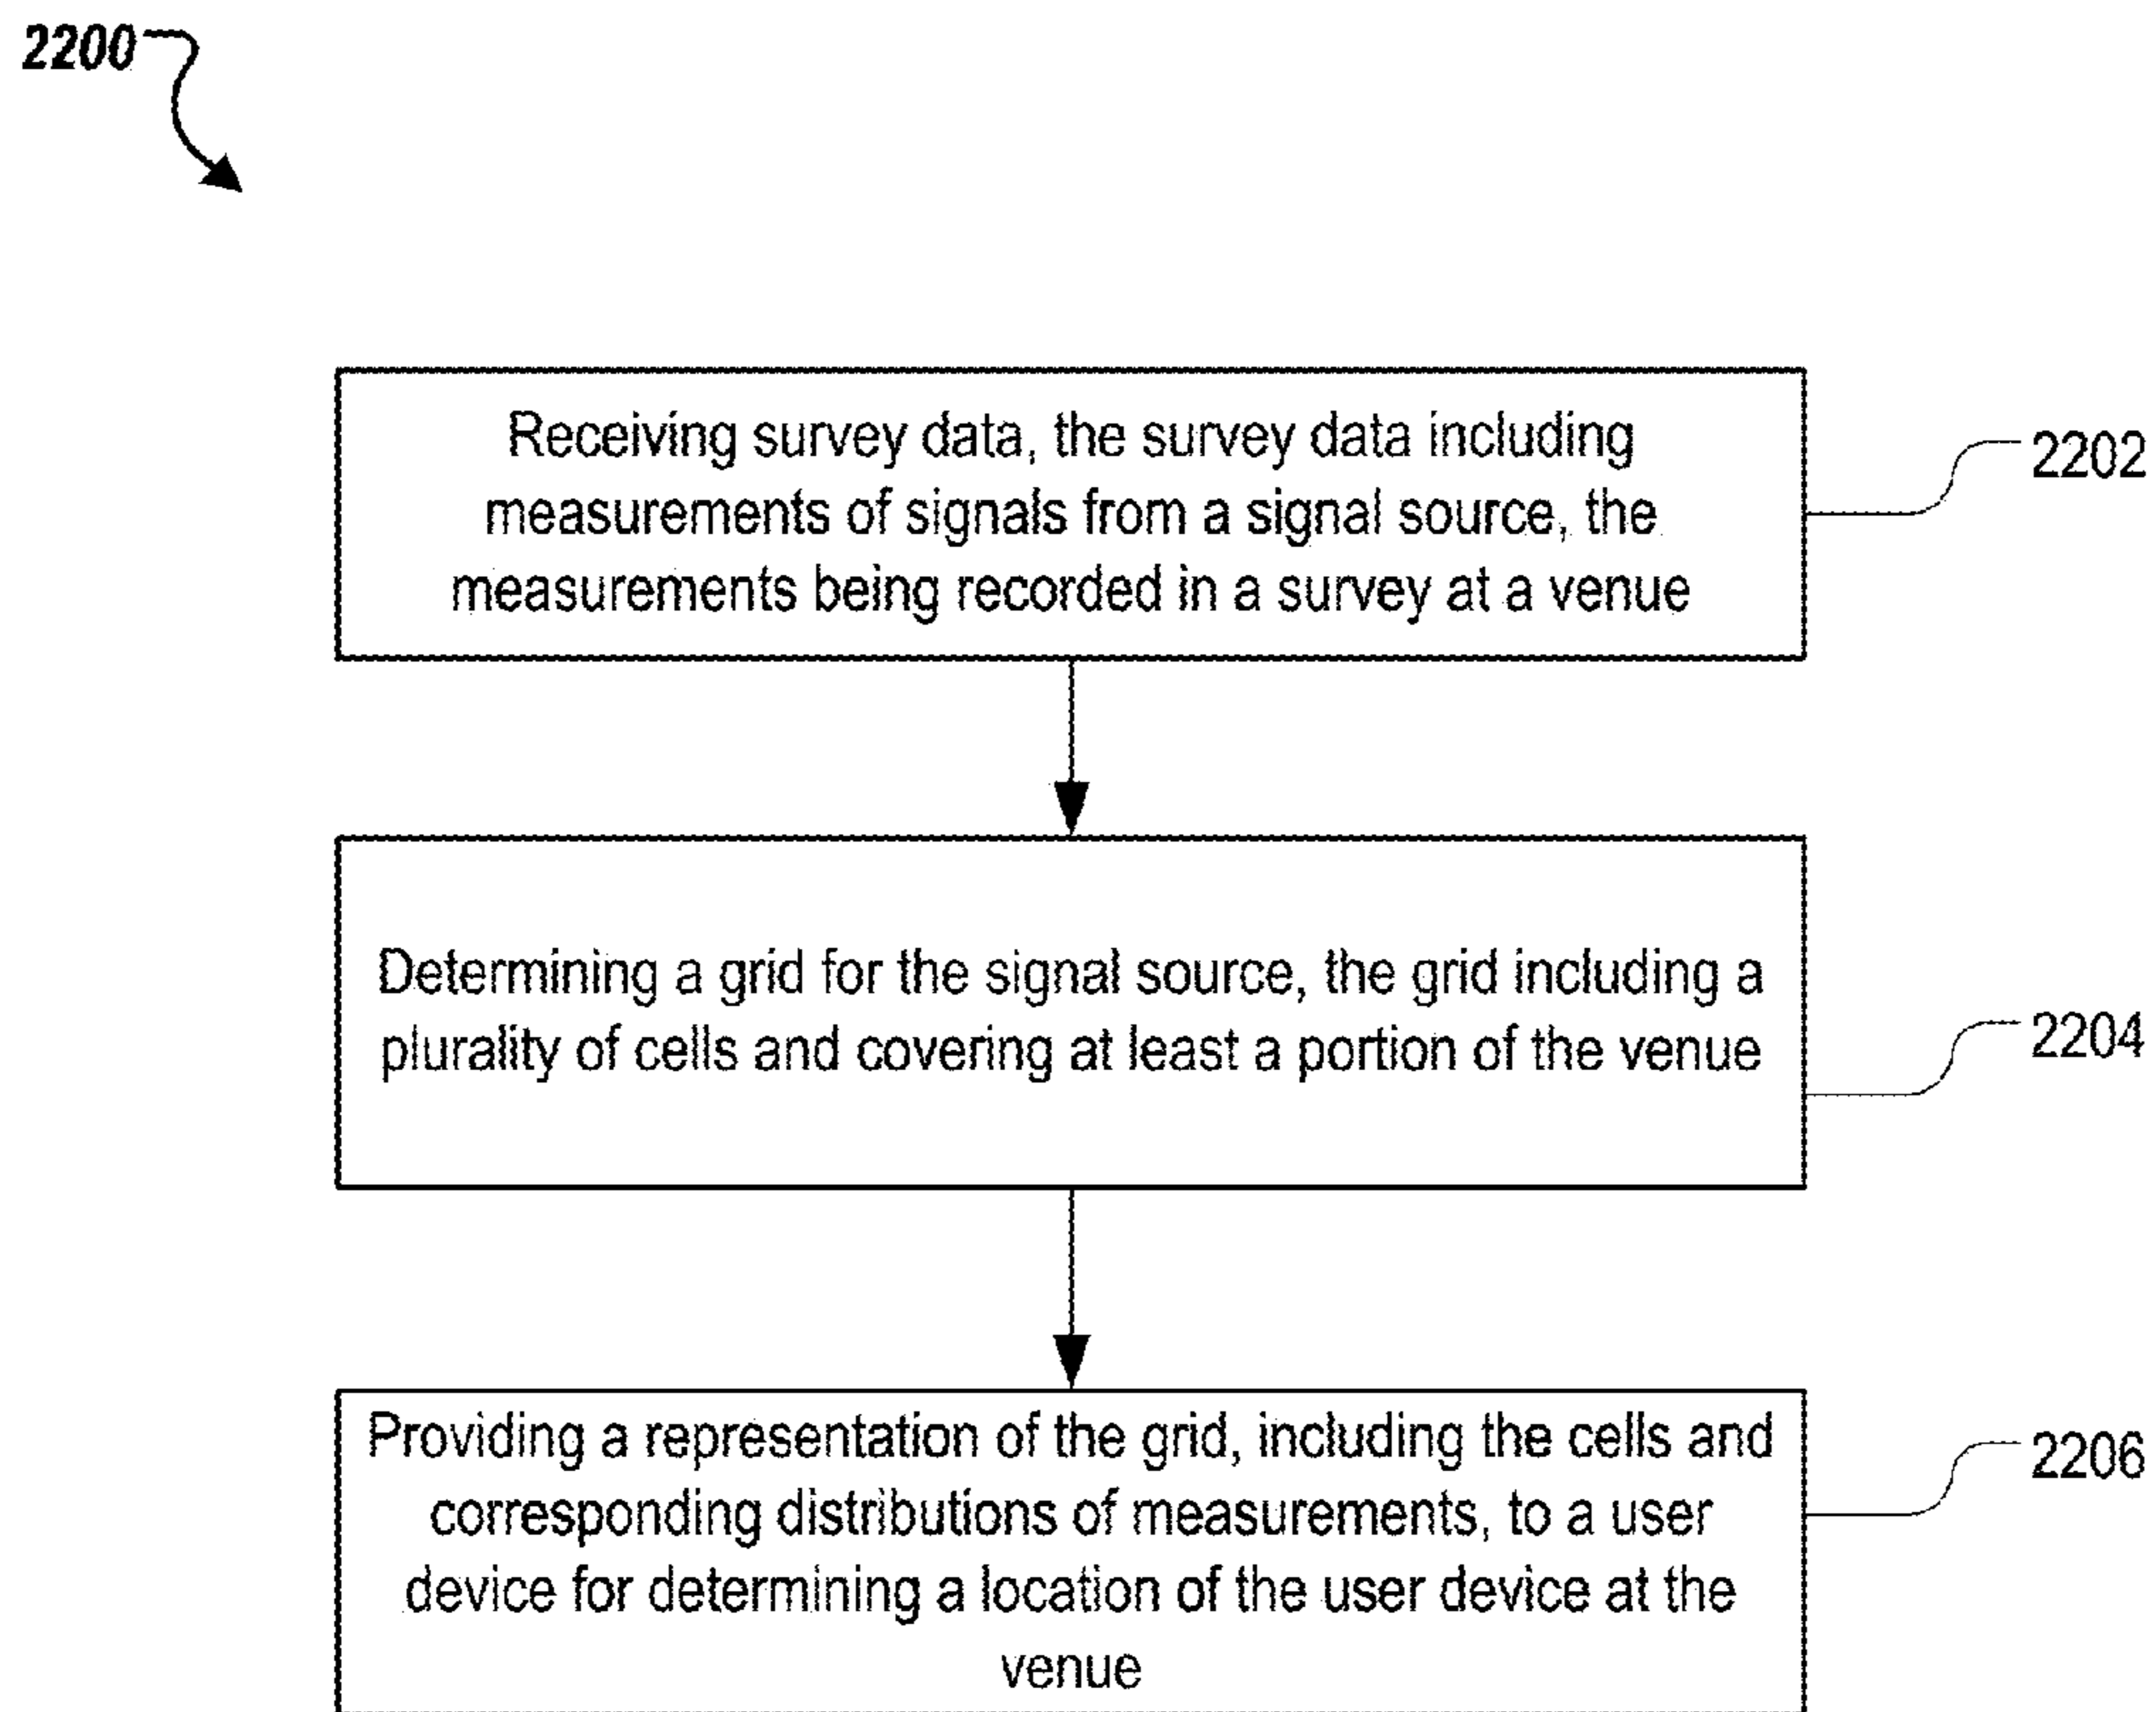 2200
Receiving survey data, the survey data including
measurements of signals from a signal source, the
measurements being recorded in a survey at a venue
2202
Determining a grid for the signal source, the grid including a
plurality of cells and covering at least a portion of the venue
2204
Providing a representation of the grid, including the cells and
corresponding distributions of measurements, to a user
device for determining a location of the user device at the
venue
2206